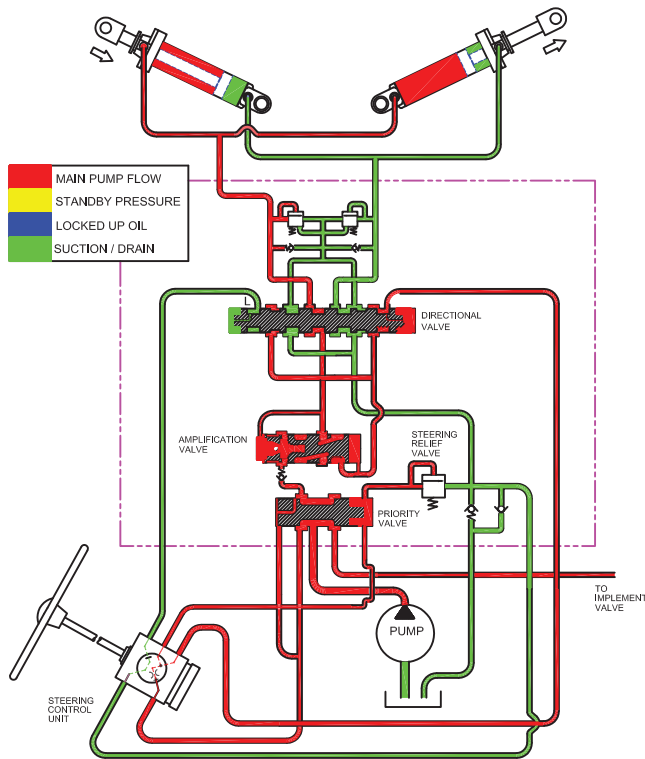 MAIN PUMP FLOW
STANDBY PRESSURE
LOCKED UP OIL
SUCTION / DRAIN
L
DIRECTIONAL
VALVE
AMPLIFICATION
VALVE
STEERING
RELIEF
VALVE
PRIORITY
VALVE
TO
IMPLEMENT
VALVE
PUMP
STEERING
CONTROL
UNIT